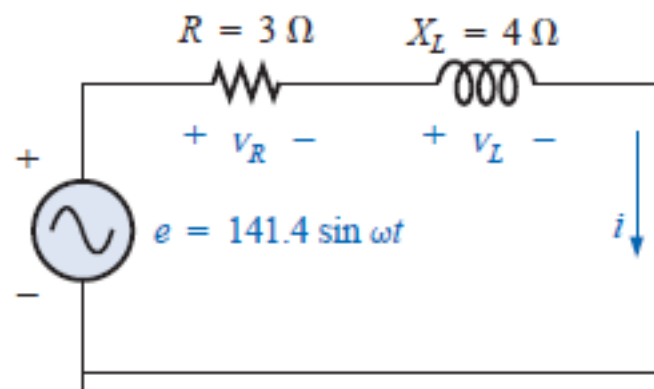 R = 3 Ω
X_L = 4 Ω
+ v_R −
+ v_L −
+
e = 141.4 sin ωt
i
−